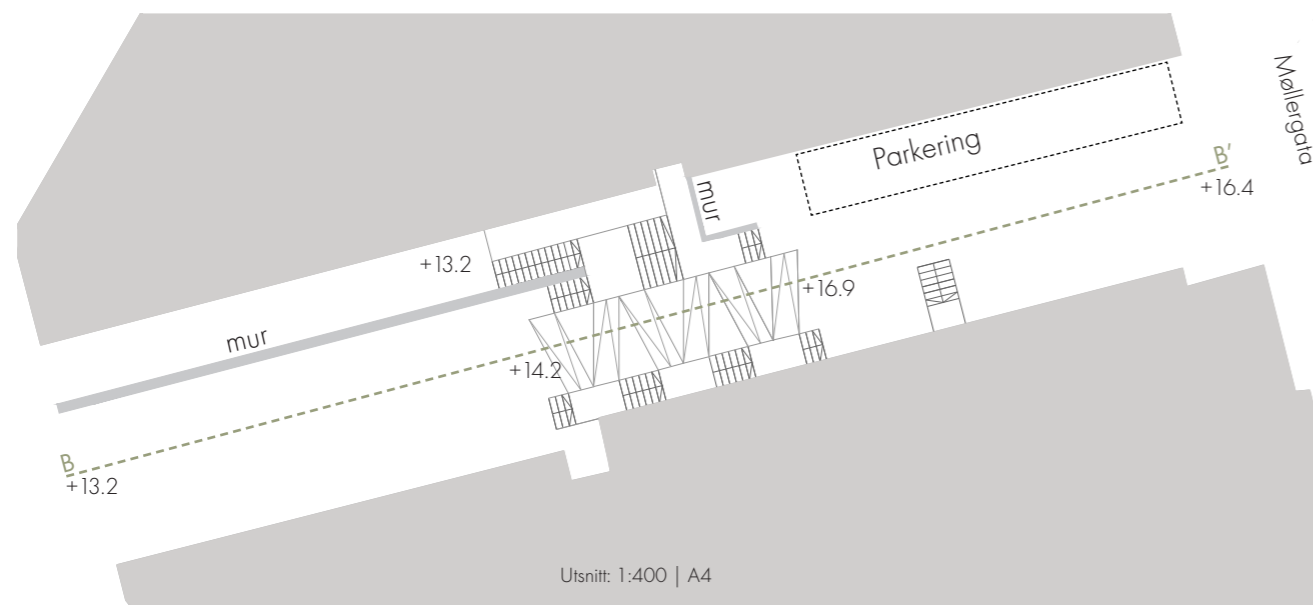 Møllergata
Parkering
B'
+16.4
mur
+13.2
+16.9
mur
+14.2
B
+13.2
Utsnitt: 1:400 | A4